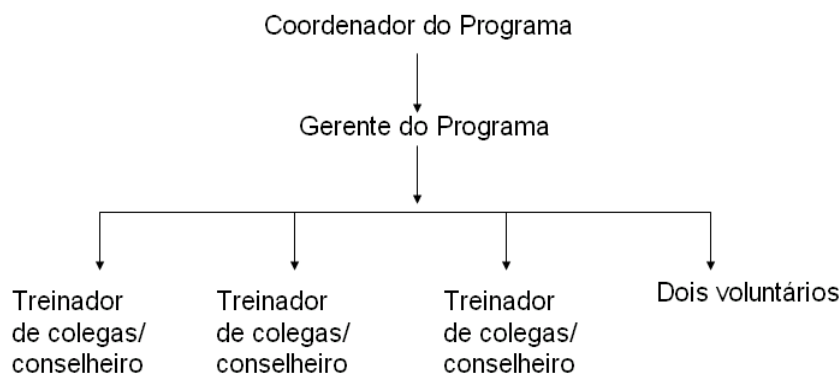 Coordenador do Programa
Gerente do Programa
Treinador
de colegas/
conselheiro
Treinador
de colegas/
conselheiro
Treinador
de colegas/
conselheiro
Dois voluntários